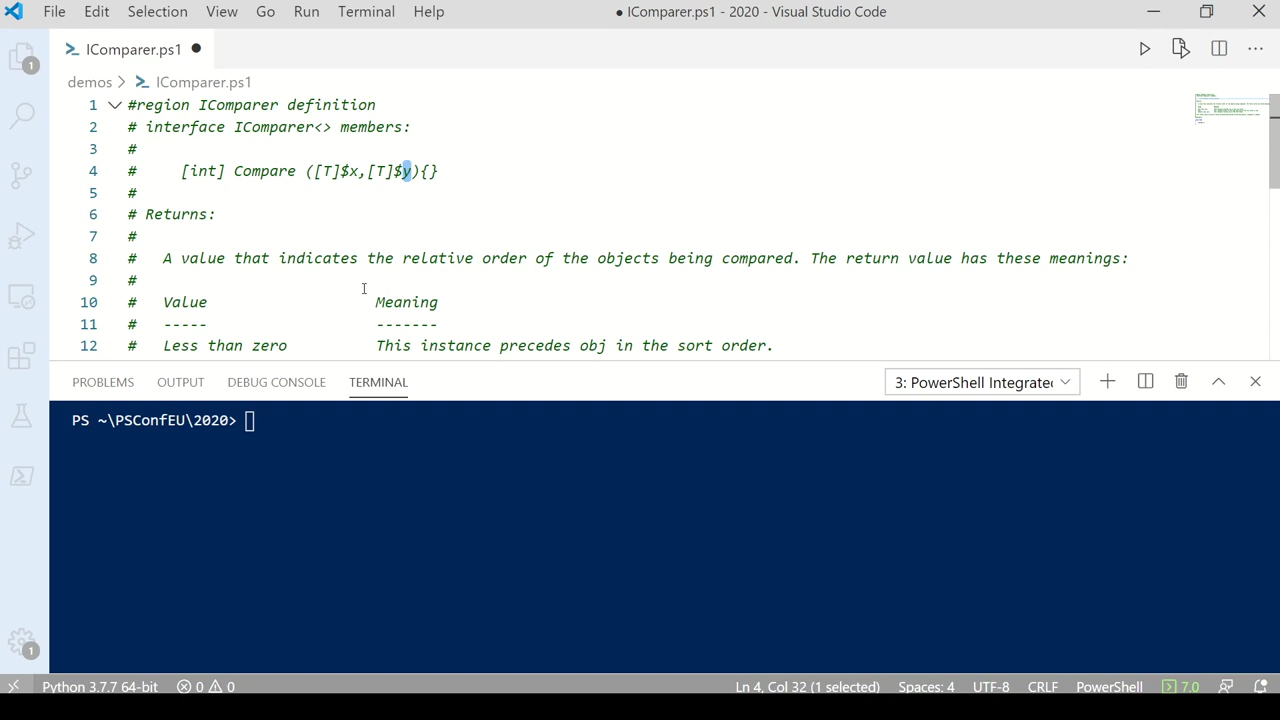 File Edit Selection View Go Run Terminal Help ● IComparer.ps1 - 2020 - Visual Studio Code
IComparer.ps1 ●
demos > IComparer.ps1
1 #region IComparer definition
2 # interface IComparer<> members:
3 #
4 # [int] Compare ([T]$x,[T]$y){}
5 #
6 # Returns:
7 #
8 # A value that indicates the relative order of the objects being compared. The return value has these meanings:
9 #
10 # Value Meaning
11 # ----- -------
12 # Less than zero This instance precedes obj in the sort order.
PROBLEMS OUTPUT DEBUG CONSOLE TERMINAL 3: PowerShell Integrate
PS ~\PSConfEU\2020>
1
1
Python 3.7.7 64-bit 0 0 Ln 4, Col 32 (1 selected) Spaces: 4 UTF-8 CRLF PowerShell 7.0